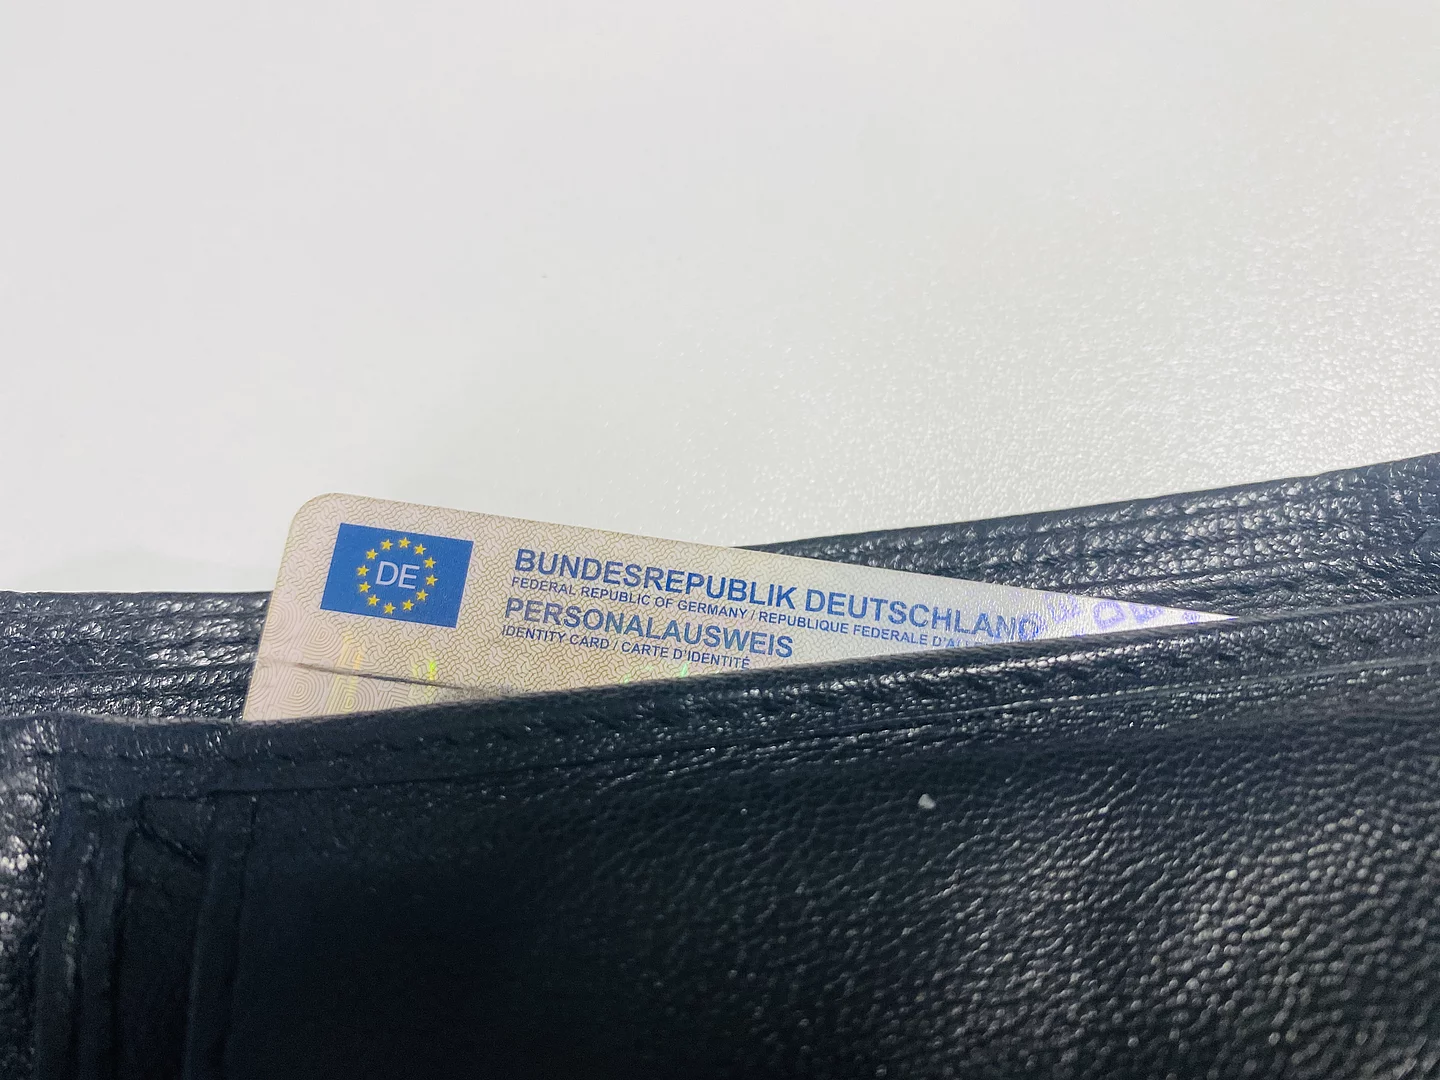 DE
BUNDESREPUBLIK DEUTSCHLAND
FEDERAL REPUBLIC OF GERMANY / REPUBLIQUE FEDERALE
PERSONALAUSWEIS
IDENTITY CARD / CARTE D'IDENTITÉ